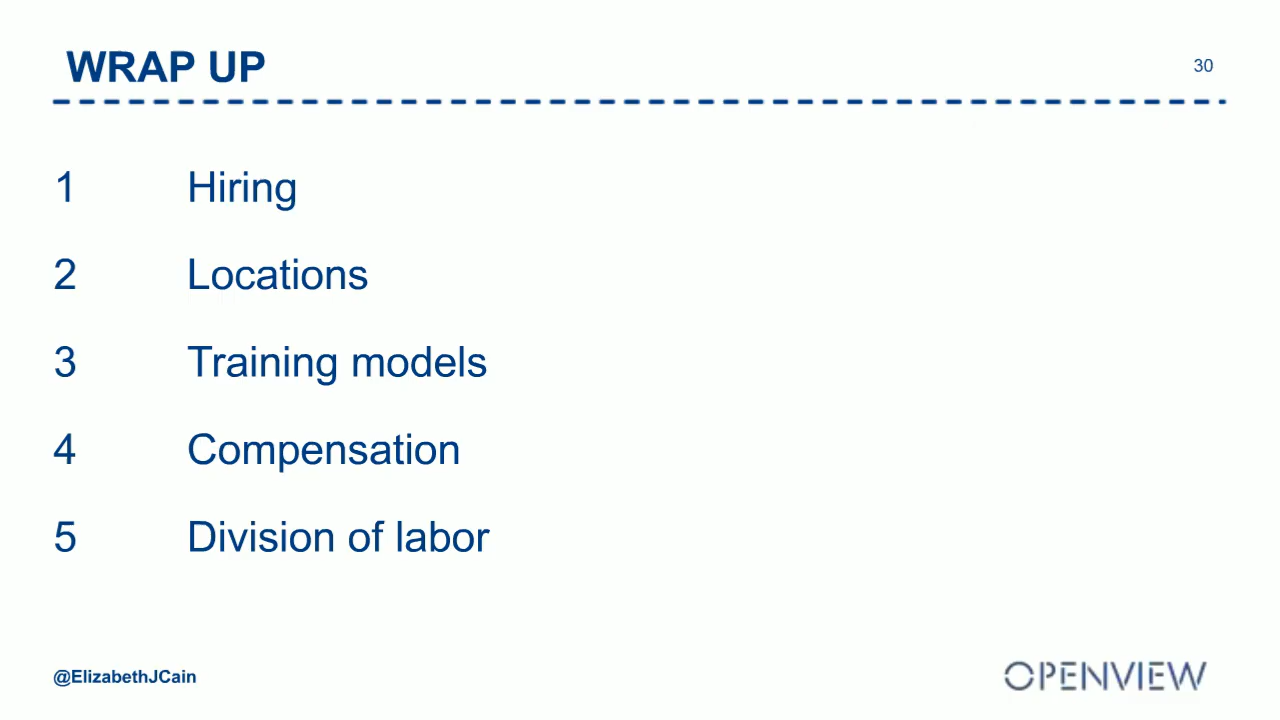 WRAP UP
30
1 Hiring
2 Locations
3 Training models
4 Compensation
5 Division of labor
@ElizabethJCain
OPENVIEW